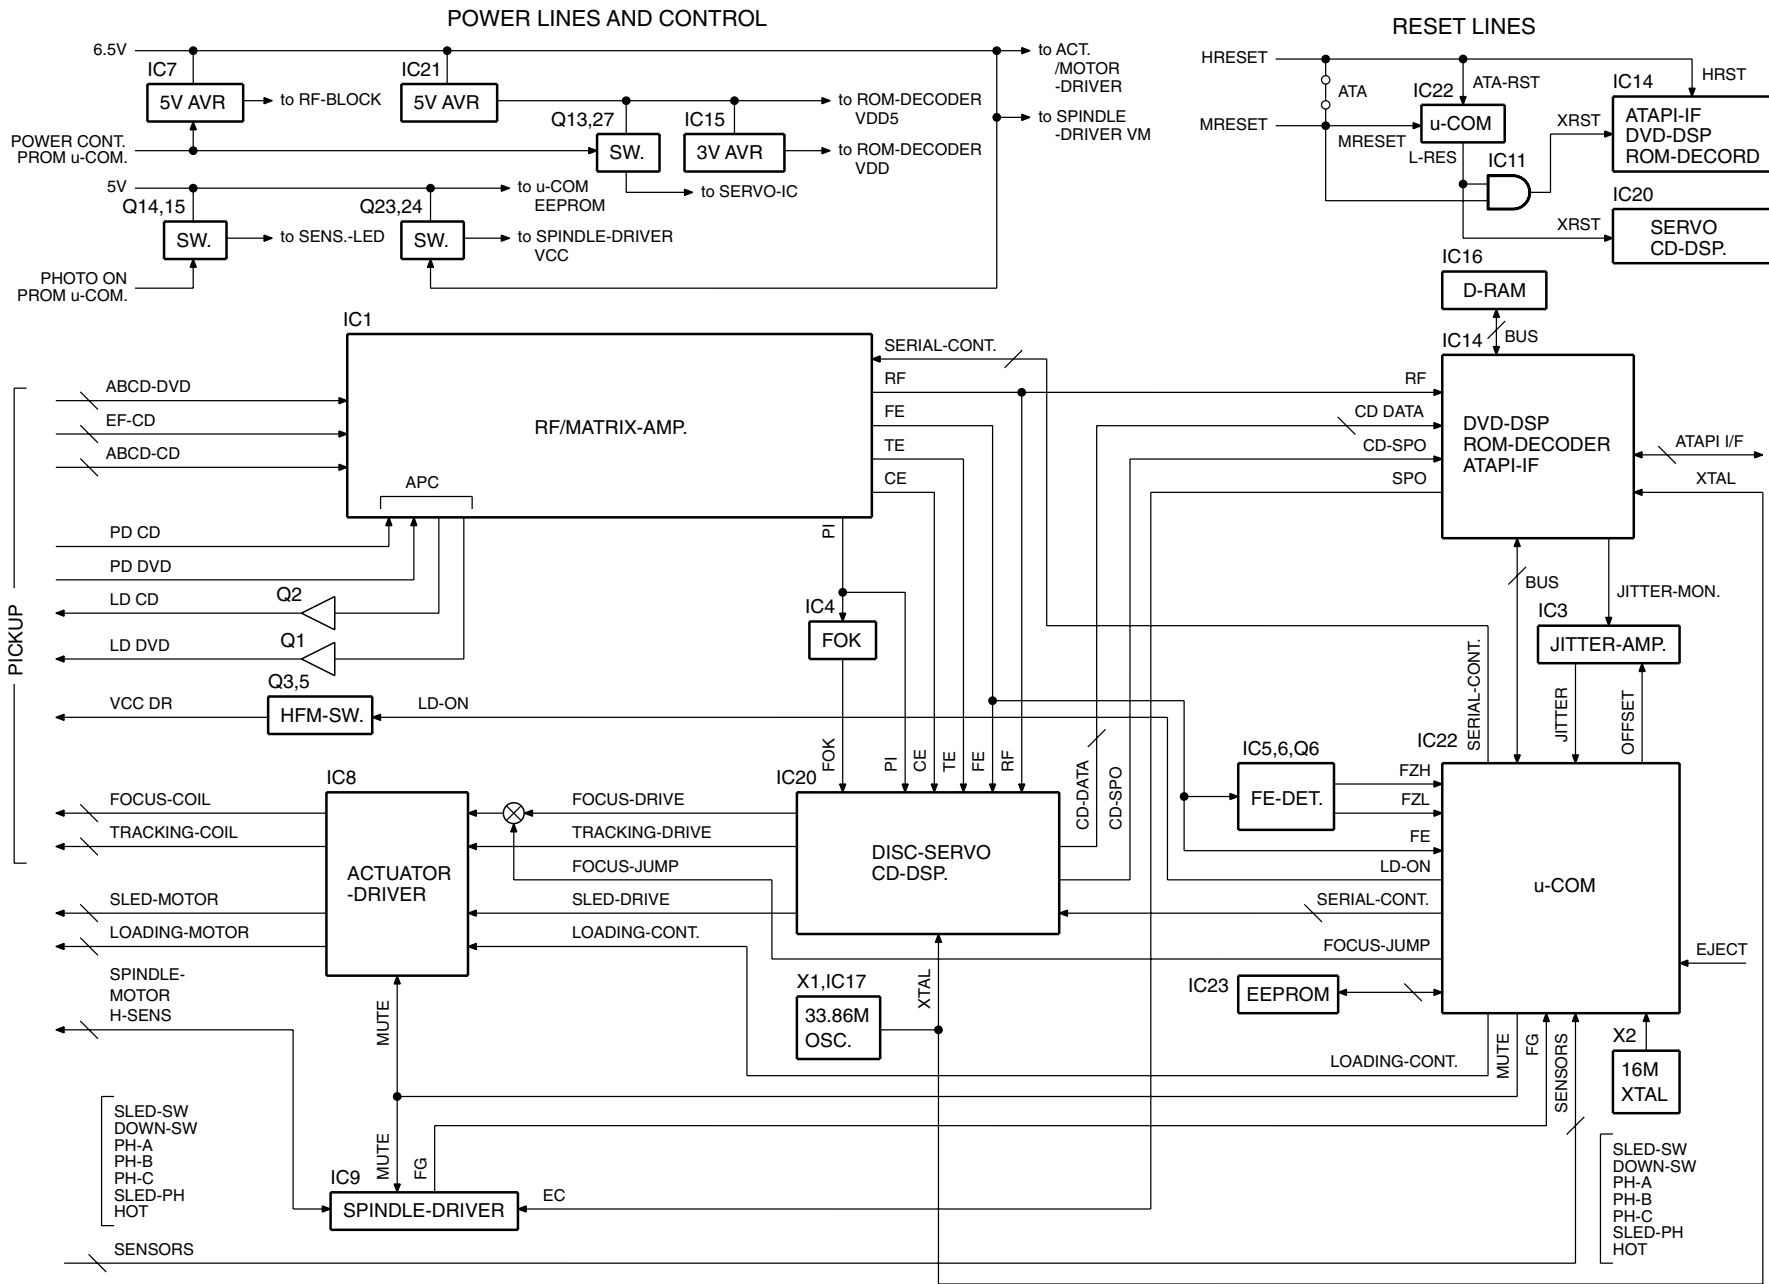 POWER LINES AND CONTROL
6.5V
IC7
5V AVR
to RF-BLOCK
IC21
5V AVR
to ACT.
/MOTOR
-DRIVER
to ROM-DECODER
VDD5
to SPINDLE
-DRIVER VM
Q13,27
SW.
IC15
3V AVR
to ROM-DECODER
VDD
to SERVO-IC
POWER CONT.
PROM u-COM.
5V
to u-COM
EEPROM
Q14,15
SW.
to SENS.-LED
Q23,24
SW.
to SPINDLE-DRIVER
VCC
PHOTO ON
PROM u-COM.
RESET LINES
HRESET
ATA
ATA-RST
HRST
MRESET
MRESET
IC22
u-COM
L-RES
IC11
XRST
IC14
ATAPI-IF
DVD-DSP
ROM-DECORD
XRST
IC20
SERVO
CD-DSP.
IC16
D-RAM
BUS
IC14
DVD-DSP
ROM-DECODER
ATAPI-IF
RF
CD DATA
CD-SPO
SPO
ATAPI I/F
XTAL
IC1
RF/MATRIX-AMP.
APC
SERIAL-CONT.
RF
FE
TE
CE
PI
PICKUP
ABCD-DVD
EF-CD
ABCD-CD
PD CD
PD DVD
LD CD
Q2
LD DVD
Q1
VCC DR
Q3,5
HFM-SW.
LD-ON
IC4
FOK
FOK
PI
CE
TE
FE
RF
CD-DATA
CD-SPO
BUS
JITTER-MON.
IC3
JITTER-AMP.
SERIAL-CONT.
JITTER
OFFSET
IC8
ACTUATOR
-DRIVER
FOCUS-COIL
TRACKING-COIL
SLED-MOTOR
LOADING-MOTOR
SPINDLE-
MOTOR
H-SENS
FOCUS-DRIVE
TRACKING-DRIVE
FOCUS-JUMP
SLED-DRIVE
LOADING-CONT.
IC20
DISC-SERVO
CD-DSP.
IC5,6,Q6
FE-DET.
IC22
u-COM
FZH
FZL
FE
LD-ON
SERIAL-CONT.
FOCUS-JUMP
EJECT
IC23
EEPROM
X1,IC17
33.86M
OSC.
XTAL
LOADING-CONT.
MUTE
FG
SENSORS
X2
16M
XTAL
MUTE
MUTE
FG
IC9
SPINDLE-DRIVER
EC
SLED-SW
DOWN-SW
PH-A
PH-B
PH-C
SLED-PH
HOT
SENSORS
SLED-SW
DOWN-SW
PH-A
PH-B
PH-C
SLED-PH
HOT